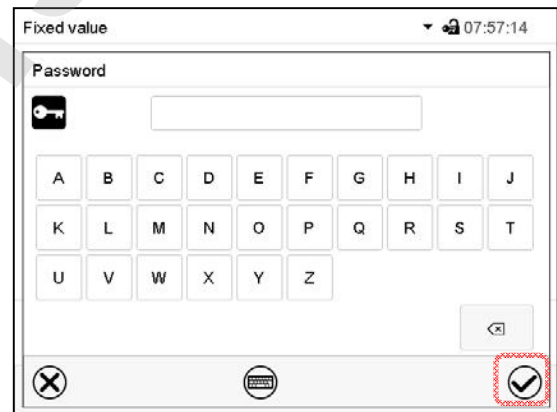 Fixed value 07:57:14
Password
A B C D E F G H I J
K L M N O P Q R S T
U V W X Y Z